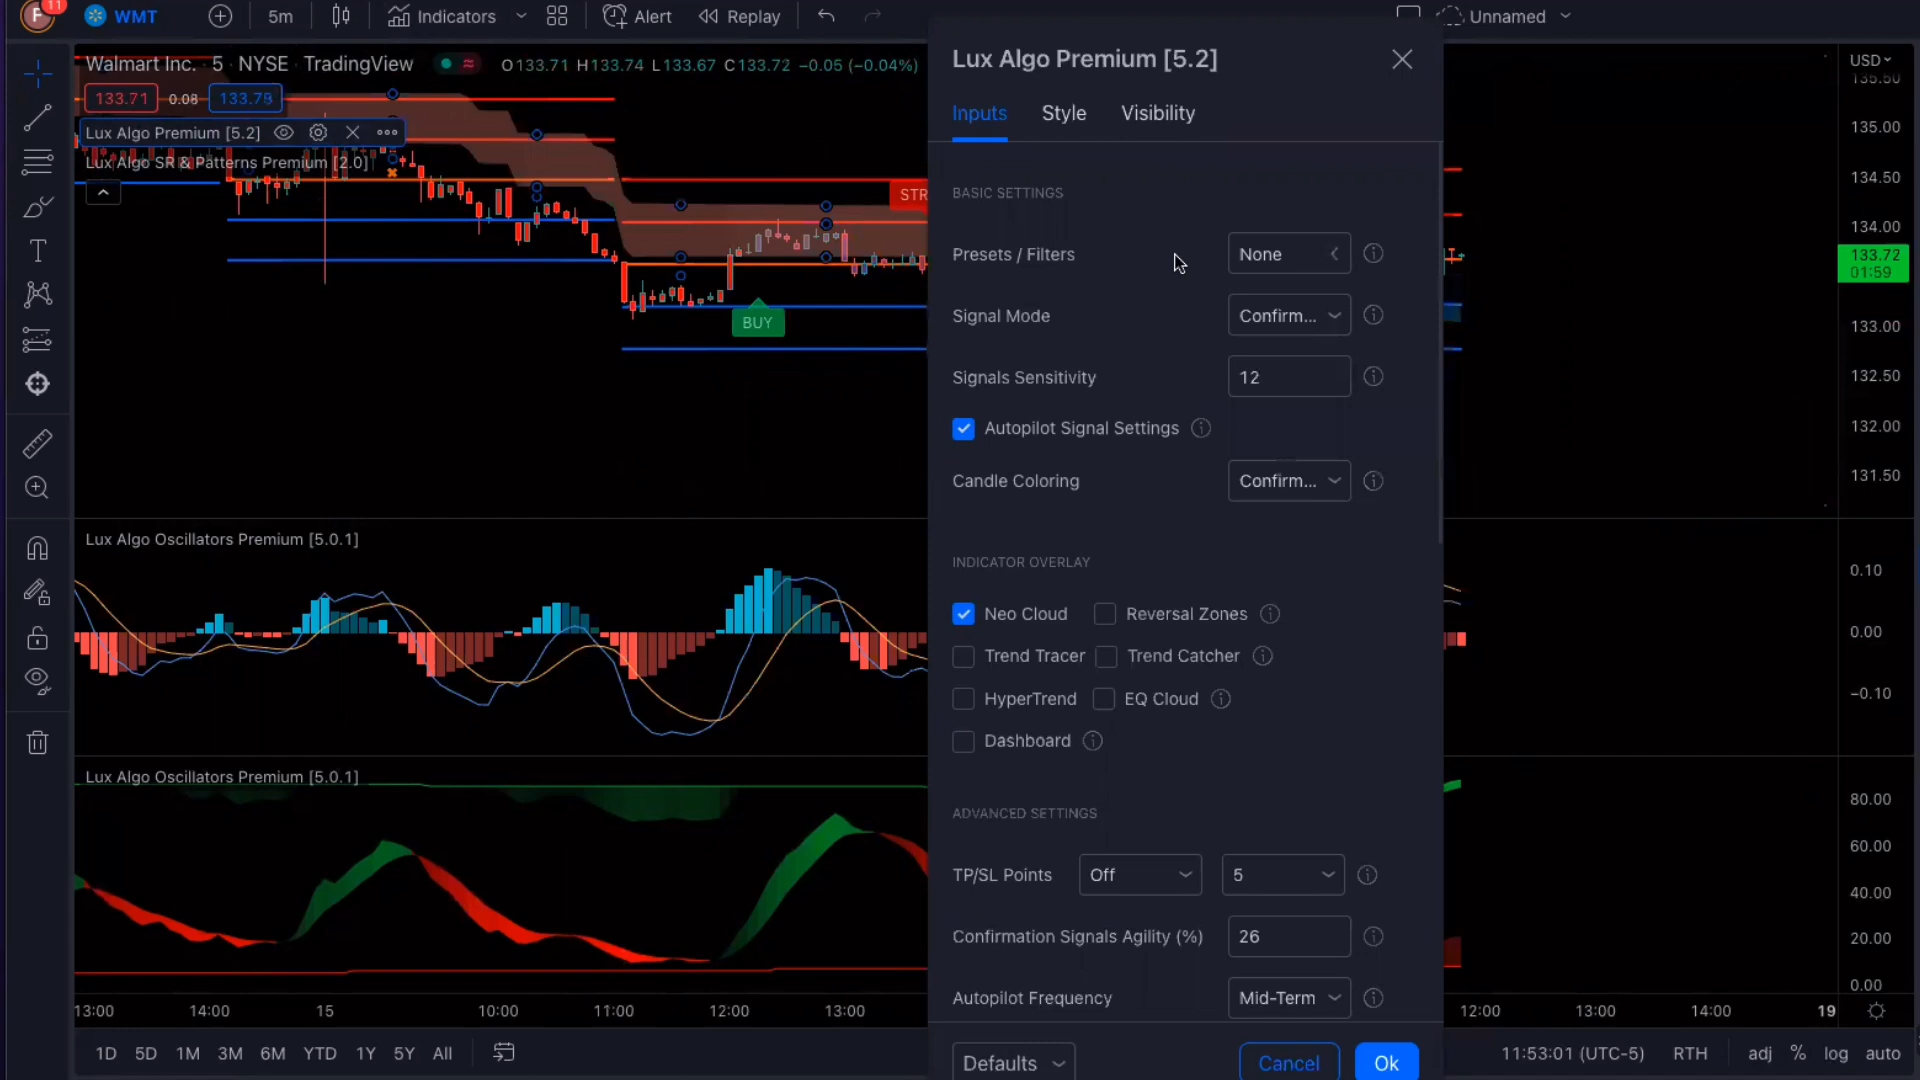 F 11 WMT 5m Indicators Alert Replay Unnamed
Walmart Inc. · 5 · NYSE · TradingView O133.71 H133.74 L133.67 C133.72 −0.05 (−0.04%)
133.71 0.08 133.79
Lux Algo Premium [5.2]
Lux Algo SR & Patterns Premium [2.0]
STR
BUY
Lux Algo Oscillators Premium [5.0.1]
Lux Algo Oscillators Premium [5.0.1]
13:00 14:00 15 10:00 11:00 12:00 13:00
1D 5D 1M 3M 6M YTD 1Y 5Y All
Lux Algo Premium [5.2]
Inputs Style Visibility
BASIC SETTINGS
Presets / Filters None
Signal Mode Confirm...
Signals Sensitivity 12
Autopilot Signal Settings
Candle Coloring Confirm...
INDICATOR OVERLAY
Neo Cloud Reversal Zones
Trend Tracer Trend Catcher
HyperTrend EQ Cloud
Dashboard
ADVANCED SETTINGS
TP/SL Points Off 5
Confirmation Signals Agility (%) 26
Autopilot Frequency Mid-Term
Defaults Cancel Ok
USD
135.50
135.00
134.50
134.00
133.72
01:59
133.00
132.50
132.00
131.50
0.10
0.00
−0.10
80.00
60.00
40.00
20.00
0.00
12:00 13:00 14:00 19
11:53:01 (UTC-5) RTH adj % log auto